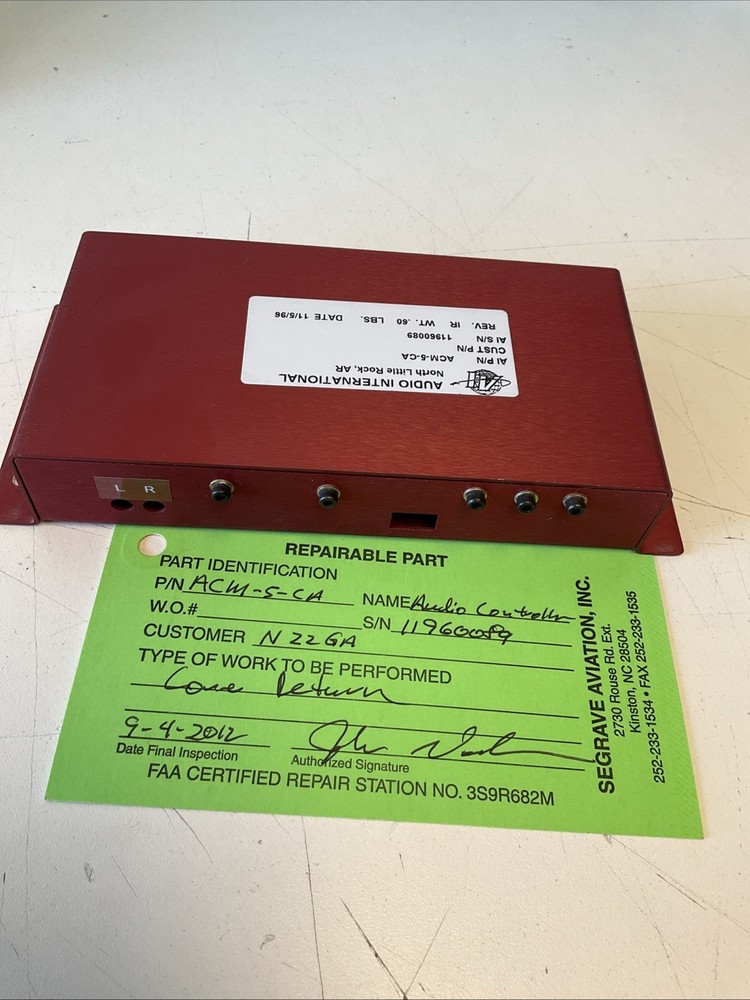 AUDIO INTERNATIONAL
North Little Rock, AR
AI P/N ACM-5-CA
CUST P/N
AI S/N 11960089
REV. IR WT. .60 LBS. DATE 11/5/96
L R
REPAIRABLE PART
PART IDENTIFICATION
P/N ACM-5-CA NAME Audio Controller
W.O.# S/N 11960089
CUSTOMER N22GA
TYPE OF WORK TO BE PERFORMED
Core Return
9-4-2012
Date Final Inspection Authorized Signature
FAA CERTIFIED REPAIR STATION NO. 3S9R682M
SEGRAVE AVIATION, INC.
2730 Rouse Rd. Ext.
Kinston, NC 28504
252-233-1534 • FAX 252-233-1535